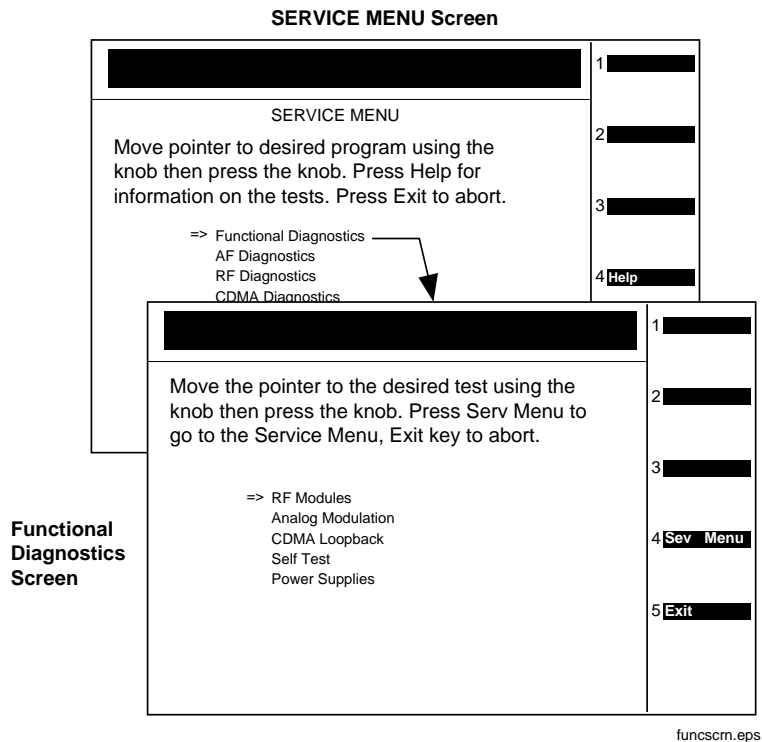 SERVICE MENU Screen
1
SERVICE MENU
2
Move pointer to desired program using the
knob then press the knob. Press Help for
information on the tests. Press Exit to abort.
3
=> Functional Diagnostics
AF Diagnostics
RF Diagnostics
4 Help
CDMA Diagnostics
1
Move the pointer to the desired test using the
knob then press the knob. Press Serv Menu to
go to the Service Menu, Exit key to abort.
2
3
=> RF Modules
Analog Modulation
CDMA Loopback
Self Test
Power Supplies
4 Sev Menu
5 Exit
Functional
Diagnostics
Screen
funcscrn.eps